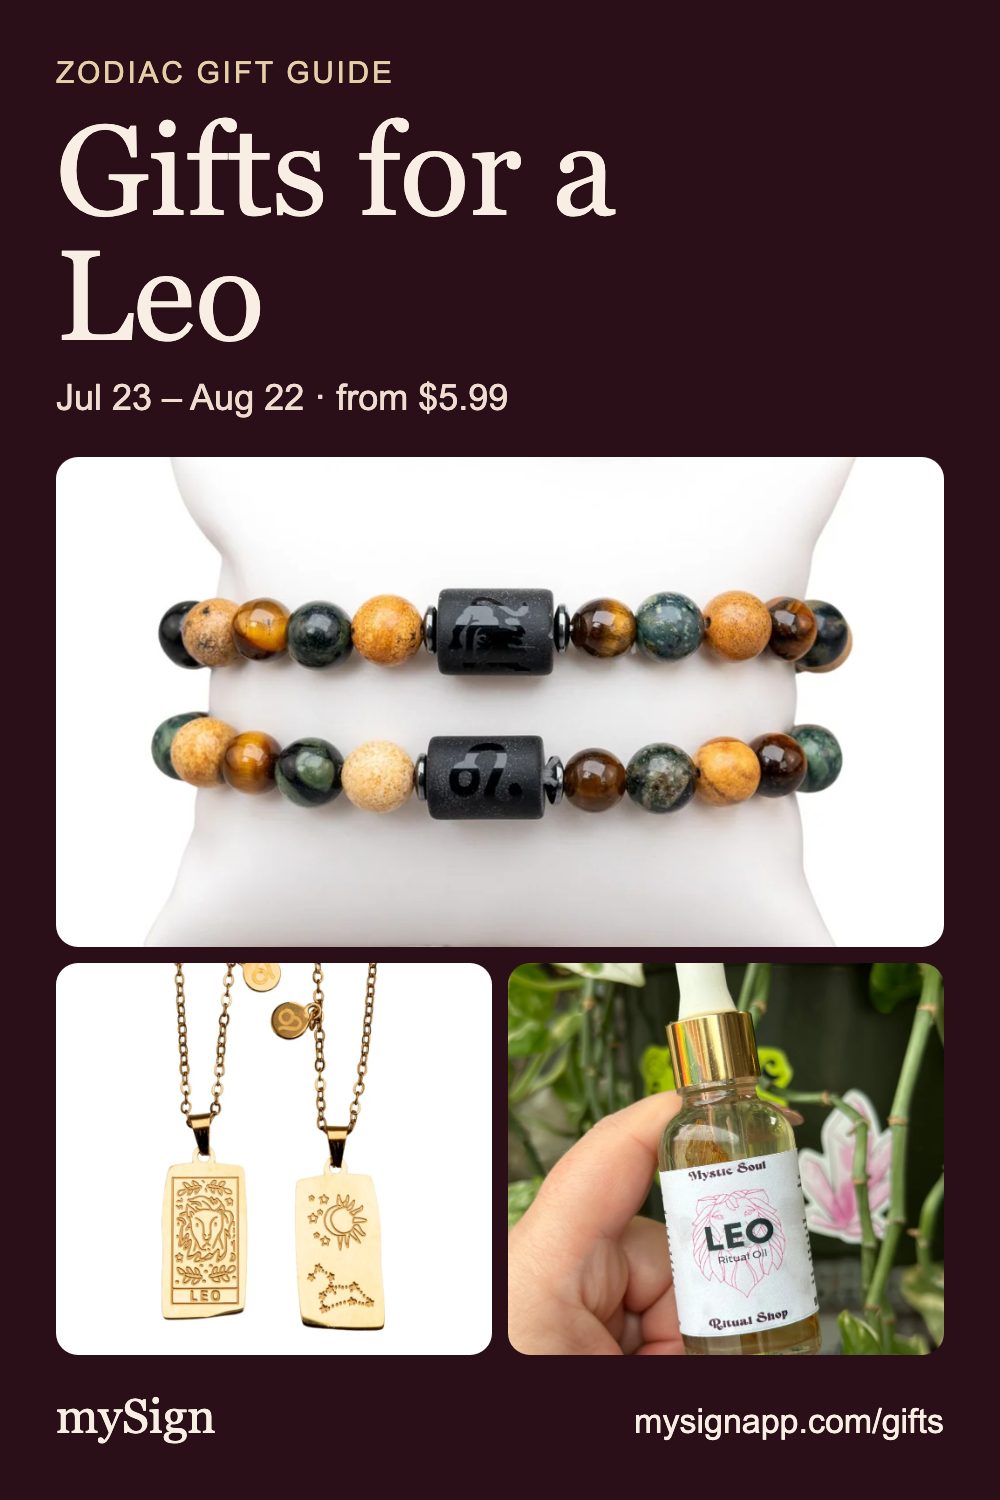 ZODIAC GIFT GUIDE
Gifts for a
Leo
Jul 23 – Aug 22 · from $5.99
LEO
Mystic Soul
LEO
Ritual Oil
Ritual Shop
mySign
mysignapp.com/gifts